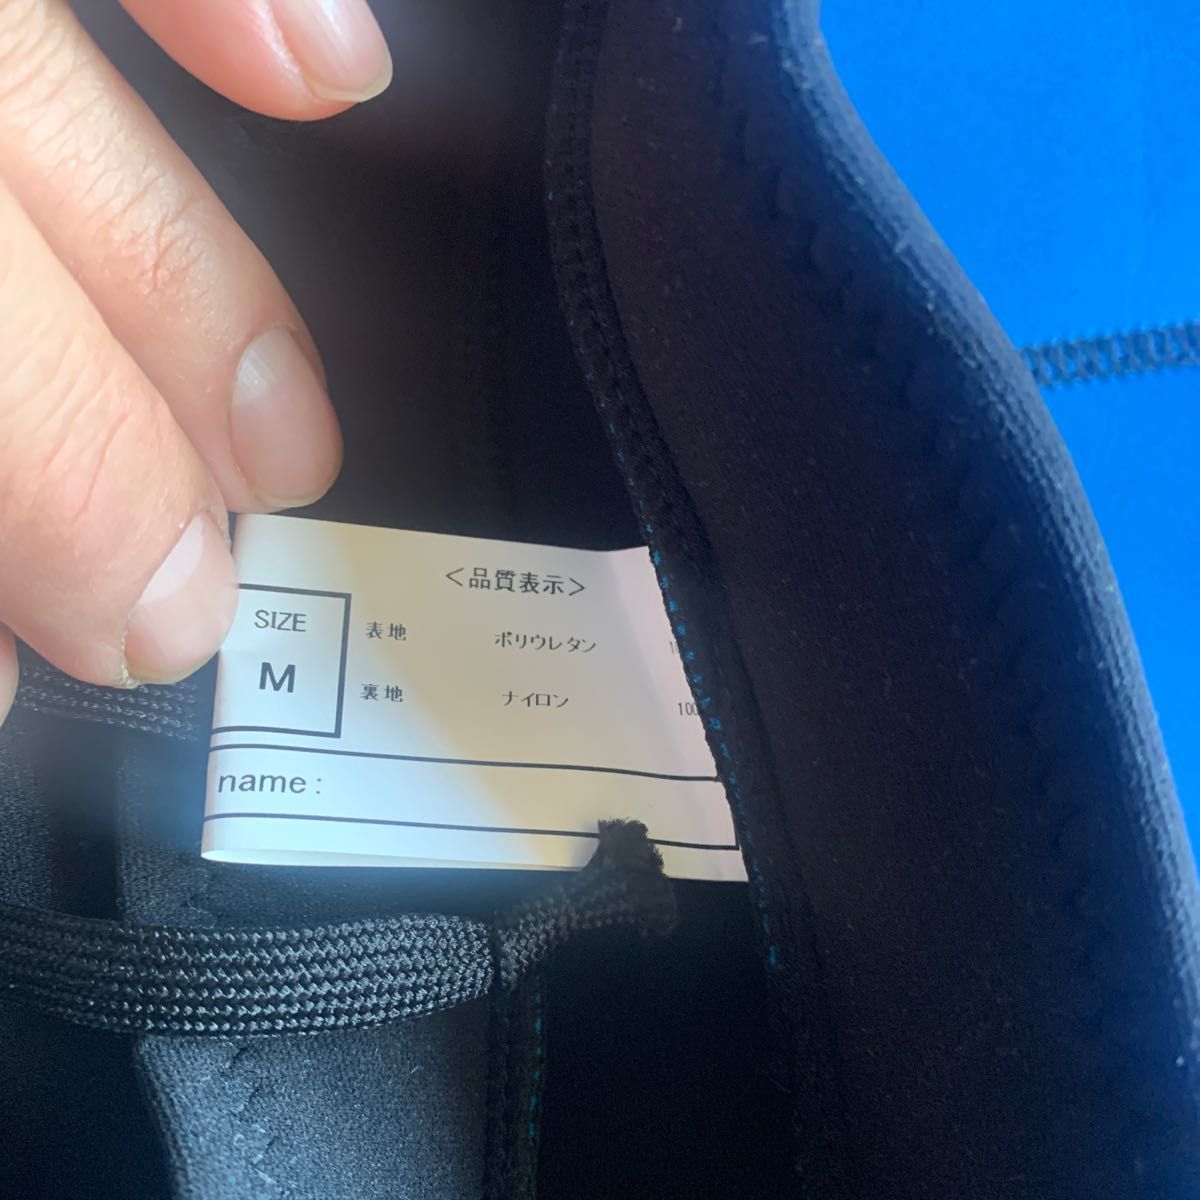 <品質表示>
SIZE
M
表地 ポリウレタン
裏地 ナイロン 100
name :